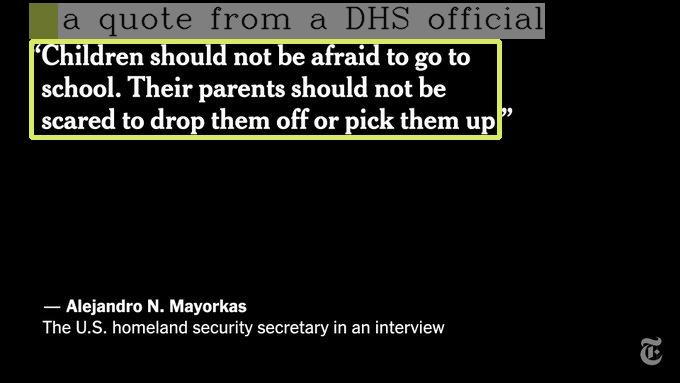 a quote from a DHS official
‘Children should not be afraid to go to
school. Their parents should not be
scared to drop them off or pick them up.”
— Alejandro N. Mayorkas
The U.S. homeland security secretary in an interview
T